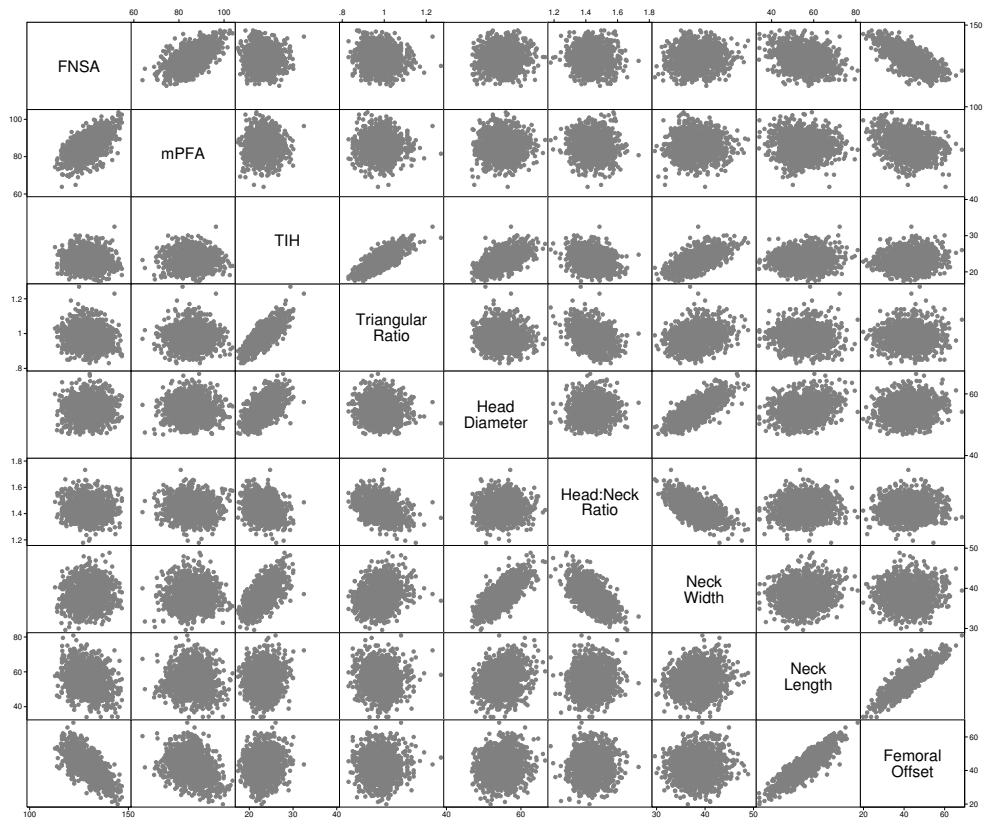 60 80 100 .8 1 1.2 1.2 1.4 1.6 1.8 40 60 80
FNSA
150
100
100
80
60
mPFA
TIH
40
30
20
1.2
1
.8
Triangular
Ratio
Head
Diameter
60
40
1.8
1.6
1.4
1.2
Head:Neck
Ratio
Neck
Width
50
40
30
80
60
40
Neck
Length
Femoral
Offset
60
40
20
100 150 20 30 40 40 60 30 40 50 20 40 60